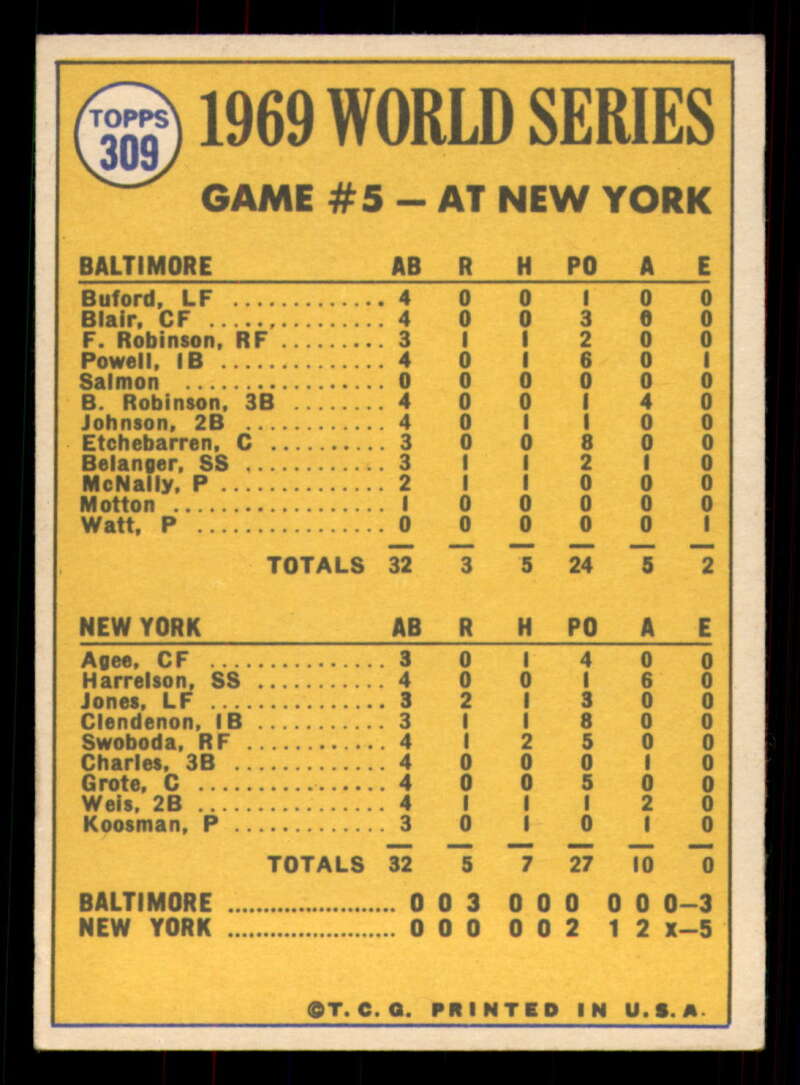 TOPPS
309
1969 WORLD SERIES
GAME #5 — AT NEW YORK
BALTIMORE AB R H PO A E
Buford, LF ............. 4 0 0 1 0 0
Blair, CF ............... 4 0 0 3 0 0
F. Robinson, RF ......... 3 1 1 2 0 0
Powell, 1B .............. 4 0 1 6 0 1
Salmon ................. 0 0 0 0 0 0
B. Robinson, 3B ........ 4 0 0 1 4 0
Johnson, 2B ............ 4 0 1 1 0 0
Etchebarren, C .......... 3 0 0 8 0 0
Belanger, SS ............ 3 1 1 2 1 0
McNally, P .............. 2 1 1 0 0 0
Motton .................. 1 0 0 0 0 0
Watt, P ................ 0 0 0 0 0 1
TOTALS 32 3 5 24 5 2
NEW YORK AB R H PO A E
Agee, CF ............... 3 0 1 4 0 0
Harrelson, SS ........... 4 0 0 1 6 0
Jones, LF ............... 3 2 1 3 0 0
Clendenon, 1B ........... 3 1 1 8 0 0
Swoboda, RF ............ 4 1 2 5 0 0
Charles, 3B ............. 4 0 0 0 1 0
Grote, C ................ 4 0 0 5 0 0
Weis, 2B ................ 4 1 1 1 2 0
Koosman, P ............. 3 0 1 0 1 0
TOTALS 32 5 7 27 10 0
BALTIMORE ........................ 0 0 3 0 0 0 0 0 0—3
NEW YORK ........................ 0 0 0 0 0 2 1 2 x—5
©T.C.G. PRINTED IN U.S.A.